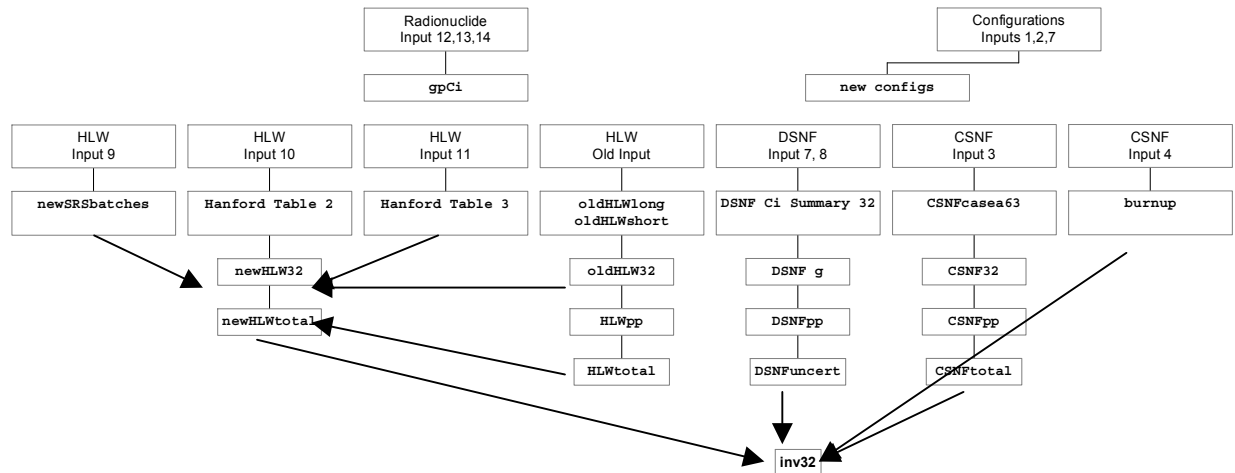 Radionuclide
Input 12,13,14
Configurations
Inputs 1,2,7
gpCi
new configs
HLW
Input 9
HLW
Input 10
HLW
Input 11
HLW
Old Input
DSNF
Input 7, 8
CSNF
Input 3
CSNF
Input 4
newSRSbatches
Hanford Table 2
Hanford Table 3
oldHLWlong
oldHLWshort
DSNF Ci Summary 32
CSNFcasea63
burnup
newHLW32
oldHLW32
DSNF g
CSNF32
newHLWtotal
HLWpp
DSNFpp
CSNFpp
HLWtotal
DSNFuncert
CSNFtotal
inv32